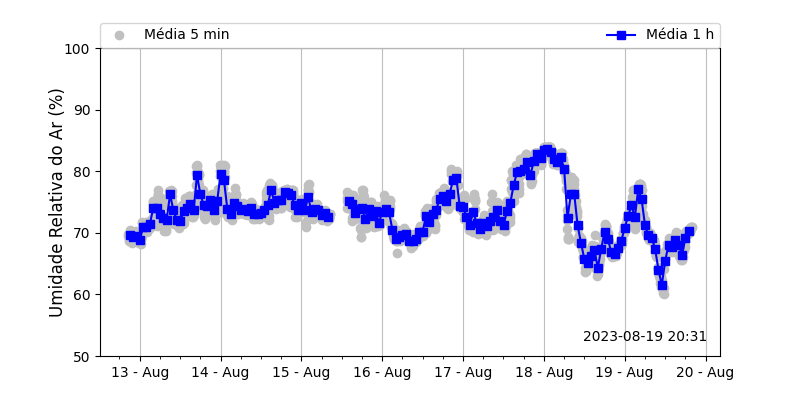 Média 5 min Média 1 h
Umidade Relativa do Ar (%)
100
90
80
70
60
50
2023-08-19 20:31
13 - Aug 14 - Aug 15 - Aug 16 - Aug 17 - Aug 18 - Aug 19 - Aug 20 - Aug